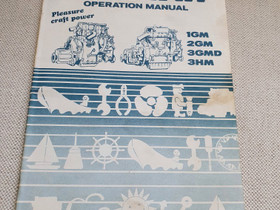 OPERATION MANUAL
Pleasure
craft power
1GM
2GM
3GMD
3HM